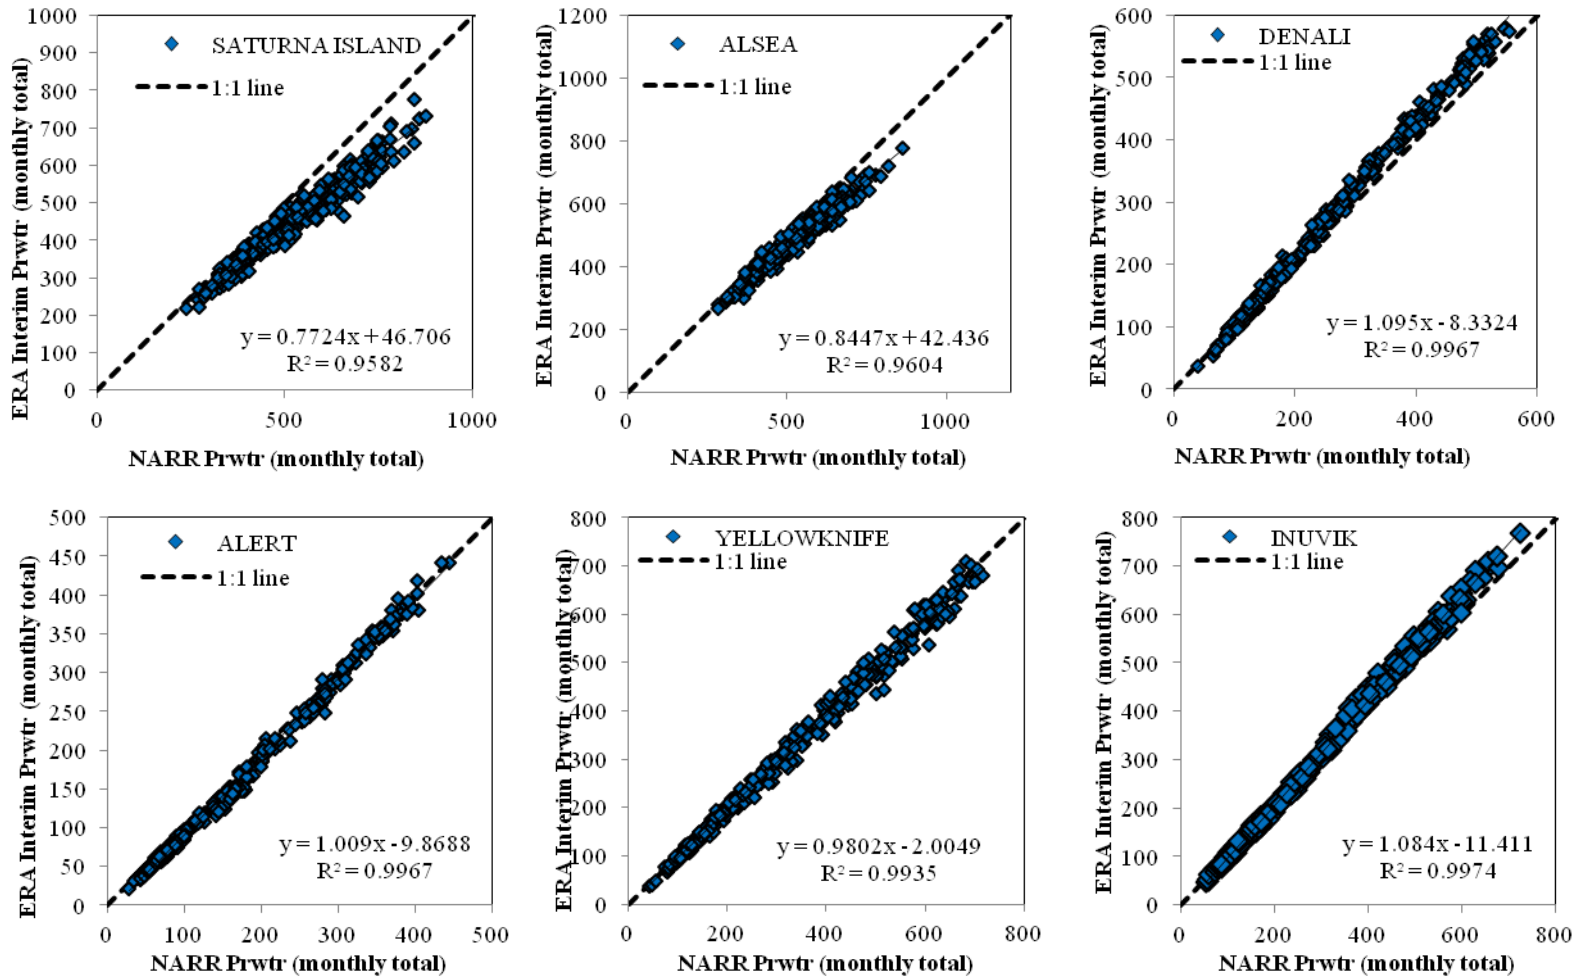 ERA Interim Prwtr (monthly total)
1000
900
800
700
600
500
400
300
200
100
0
SATURNA ISLAND
1:1 line
y = 0.7724x + 46.706
R² = 0.9582
0 500 1000
NARR Prwtr (monthly total)
ERA Interim Prwtr (monthly total)
1200
1000
800
600
400
200
0
ALSEA
1:1 line
y = 0.8447x + 42.436
R² = 0.9604
0 500 1000
NARR Prwtr (monthly total)
ERA Interim Prwtr (monthly total)
600
500
400
300
200
100
0
DENALI
1:1 line
y = 1.095x - 8.3324
R² = 0.9967
0 200 400 600
NARR Prwtr (monthly total)
ERA Interim Prwtr (monthly total)
500
450
400
350
300
250
200
150
100
50
0
ALERT
1:1 line
y = 1.009x - 9.8688
R² = 0.9967
0 100 200 300 400 500
NARR Prwtr (monthly total)
ERA Interim Prwtr (monthly total)
800
700
600
500
400
300
200
100
0
YELLOWKNIFE
1:1 line
y = 0.9802x - 2.0049
R² = 0.9935
0 200 400 600 800
NARR Prwtr (monthly total)
ERA Interim Prwtr (monthly total)
800
700
600
500
400
300
200
100
0
INUVIK
1:1 line
y = 1.084x - 11.411
R² = 0.9974
0 200 400 600 800
NARR Prwtr (monthly total)